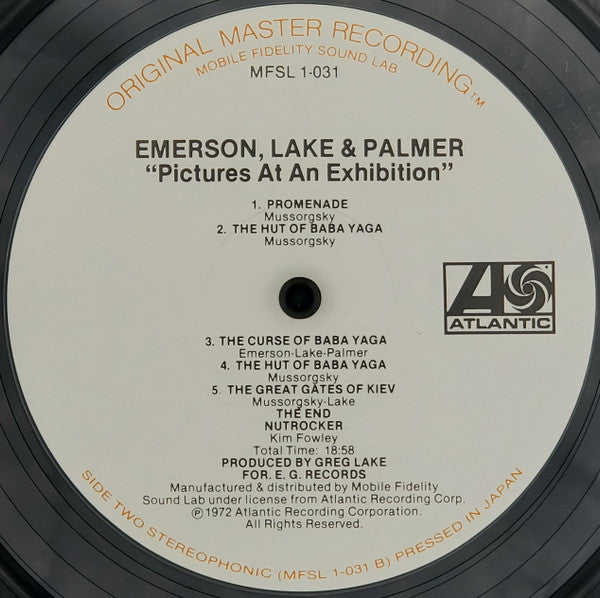 ORIGINAL MASTER RECORDING™
MOBILE FIDELITY SOUND LAB
MFSL 1-031
EMERSON, LAKE & PALMER
“Pictures At An Exhibition”
1. PROMENADE
Mussorgsky
2. THE HUT OF BABA YAGA
Mussorgsky
ATLANTIC
3. THE CURSE OF BABA YAGA
Emerson-Lake-Palmer
4. THE HUT OF BABA YAGA
Mussorgsky
5. THE GREAT GATES OF KIEV
Mussorgsky-Lake
THE END
NUTROCKER
Kim Fowley
Total Time: 18:58
PRODUCED BY GREG LAKE
FOR E. G. RECORDS
Manufactured & distributed by Mobile Fidelity
Sound Lab under license from Atlantic Recording Corp.
℗1972 Atlantic Recording Corporation.
All Rights Reserved.
SIDE TWO STEREOPHONIC (MFSL 1-031 B) PRESSED IN JAPAN